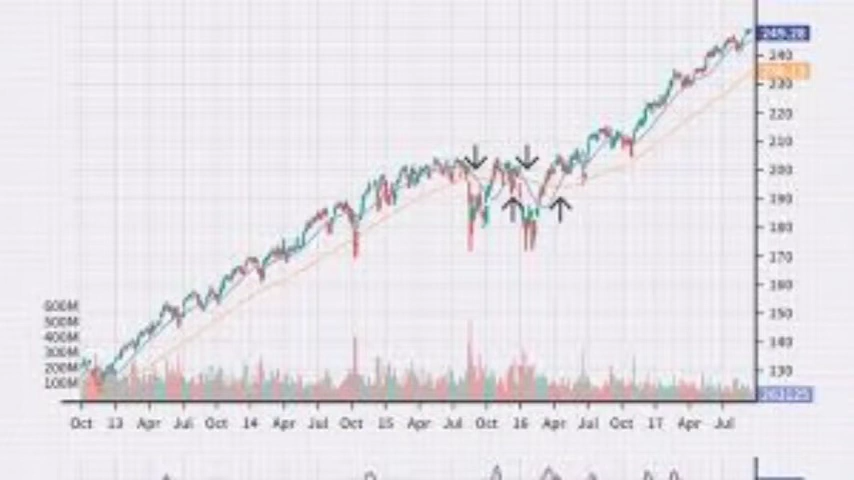 249.28
240
230
220
210
200
190
180
170
160
150
140
130
600M
500M
400M
300M
200M
100M
Oct 13 Apr Jul Oct 14 Apr Jul Oct 15 Apr Jul Oct 16 Apr Jul Oct 17 Apr Jul